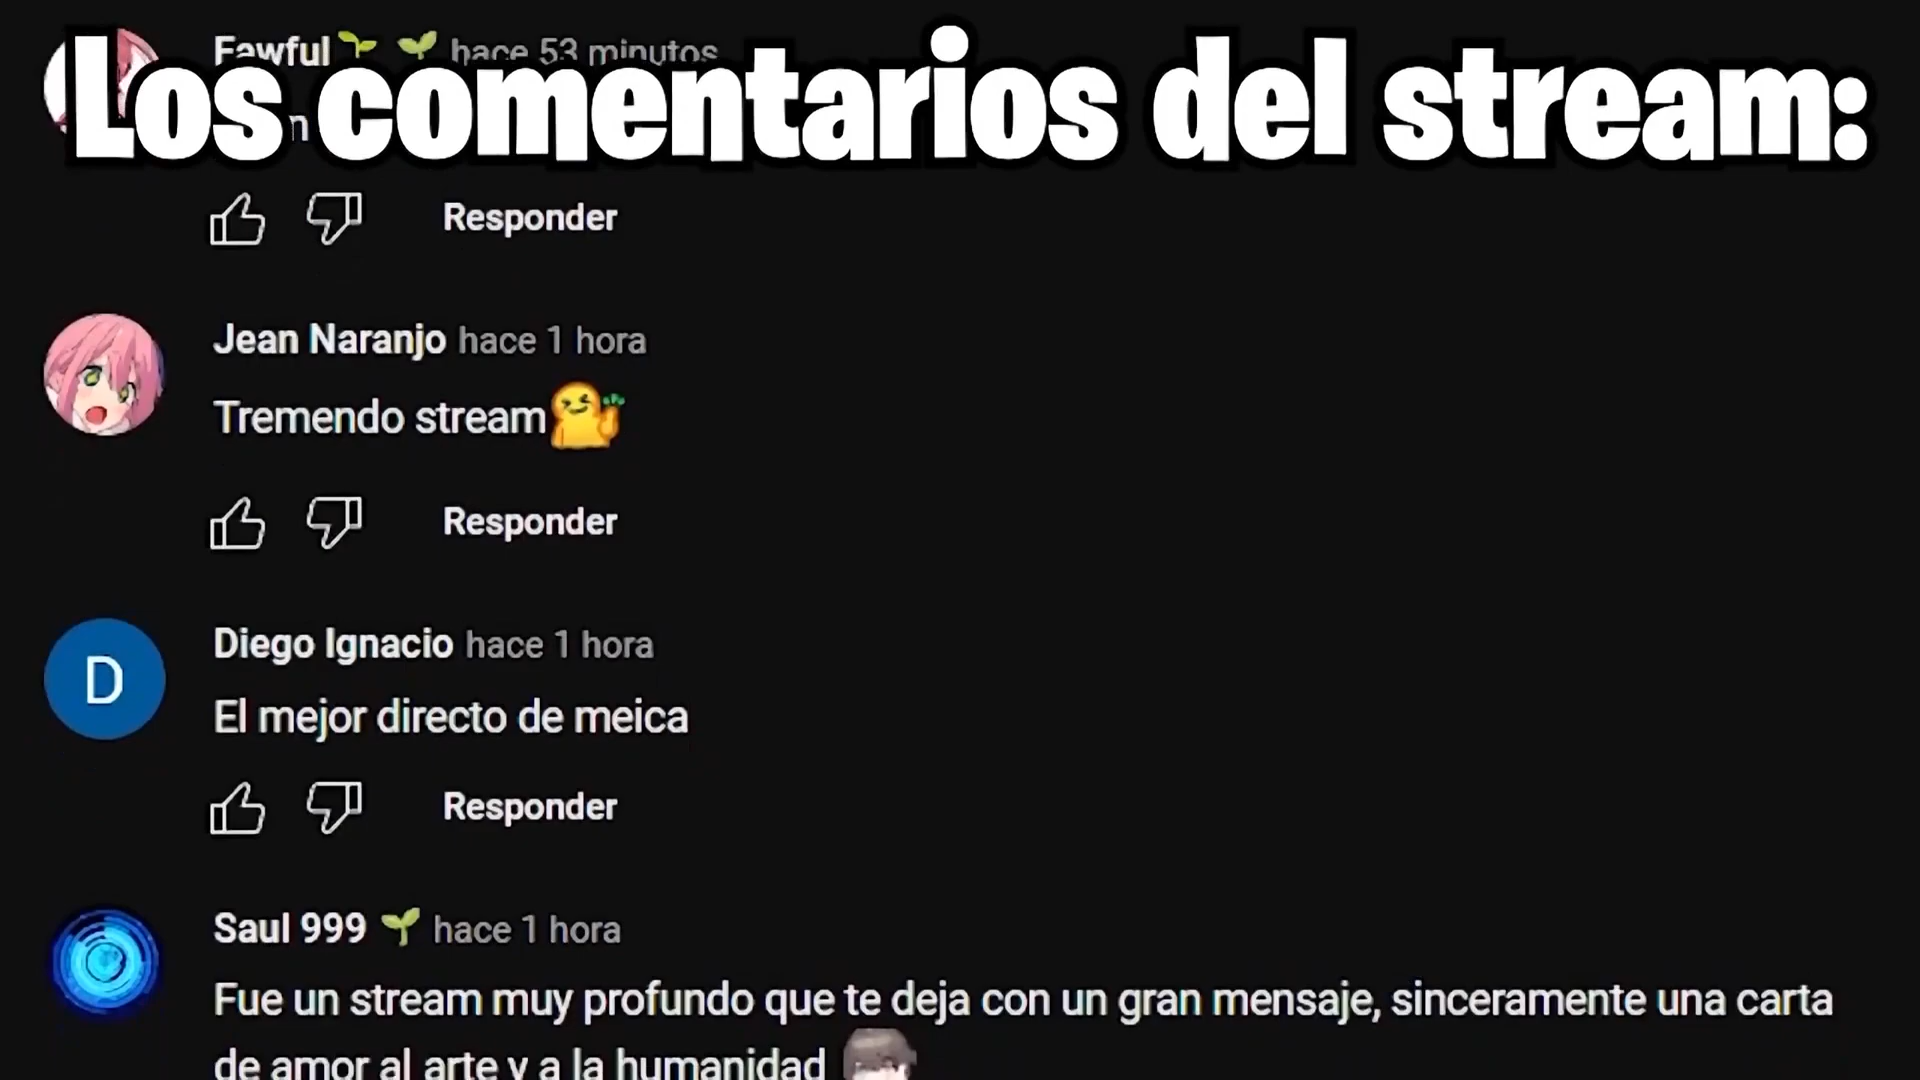 Fawful hace 53 minutos
Los comentarios del stream:
Responder
Jean Naranjo hace 1 hora
Tremendo stream
Responder
D
Diego Ignacio hace 1 hora
El mejor directo de meica
Responder
Saul 999 hace 1 hora
Fue un stream muy profundo que te deja con un gran mensaje, sinceramente una carta
de amor al arte y a la humanidad